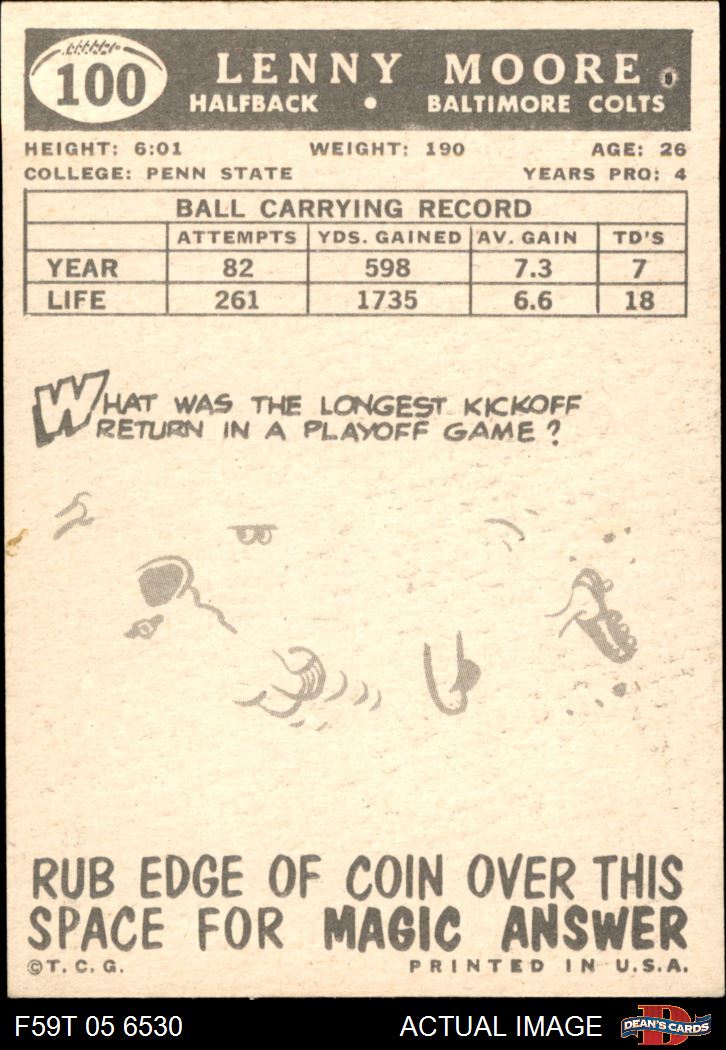 100
LENNY MOORE
HALFBACK • BALTIMORE COLTS
HEIGHT: 6:01 WEIGHT: 190 AGE: 26
COLLEGE: PENN STATE YEARS PRO: 4
BALL CARRYING RECORD
ATTEMPTS YDS. GAINED AV. GAIN TD'S
YEAR 82 598 7.3 7
LIFE 261 1735 6.6 18
WHAT WAS THE LONGEST KICKOFF
RETURN IN A PLAYOFF GAME?
RUB EDGE OF COIN OVER THIS
SPACE FOR MAGIC ANSWER
©T. C. G. PRINTED IN U.S.A.
F59T 05 6530 ACTUAL IMAGE D DEAN'S CARDS